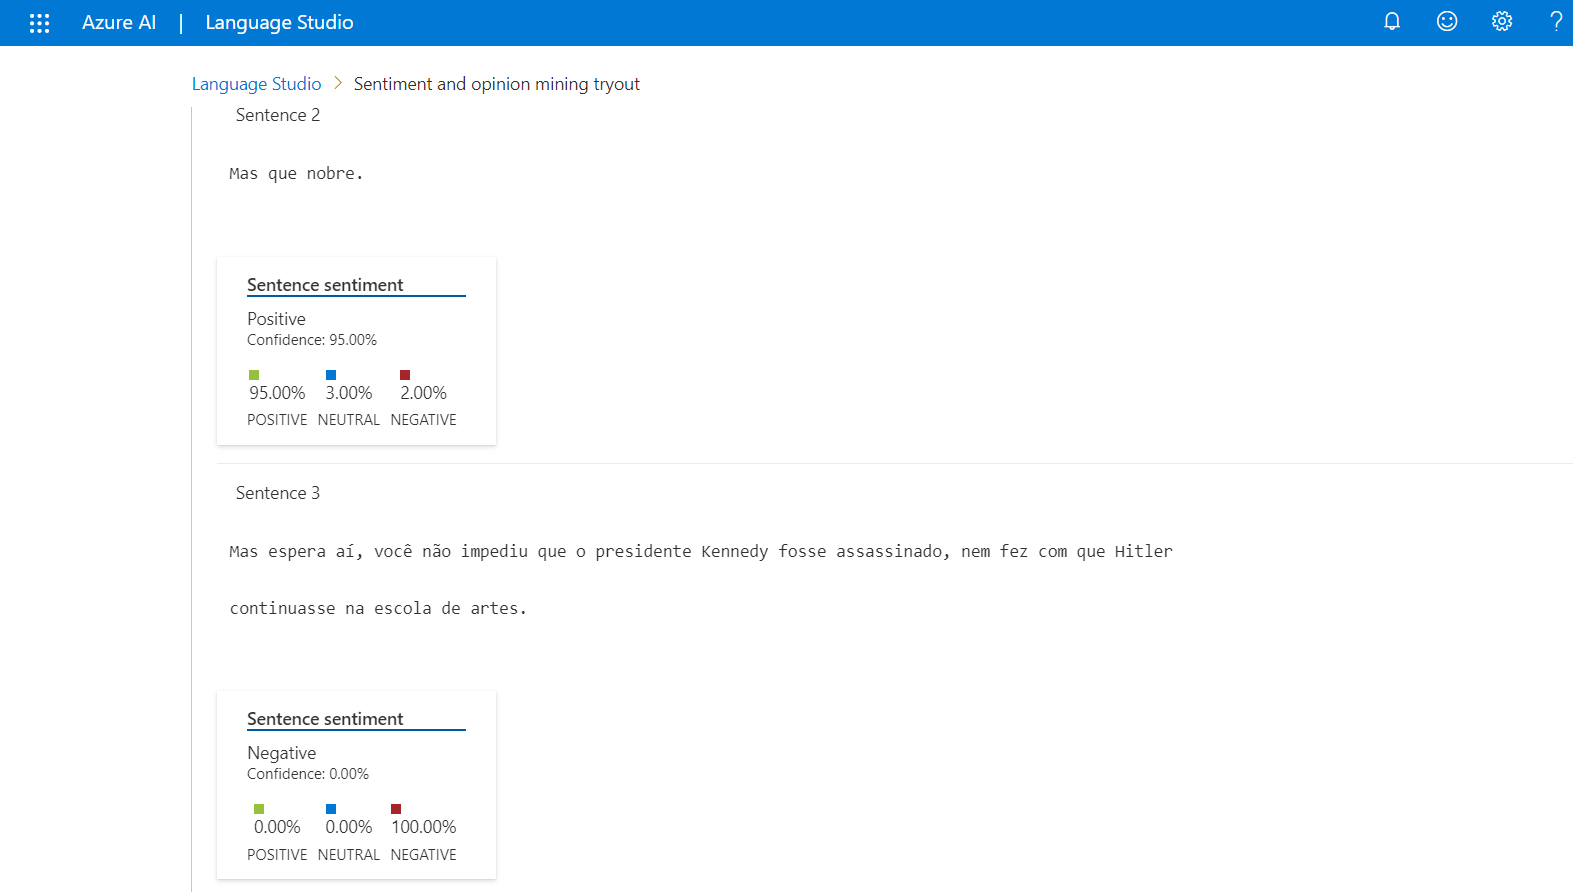 Azure AI | Language Studio
Language Studio > Sentiment and opinion mining tryout
Sentence 2
Mas que nobre.
Sentence sentiment
Positive
Confidence: 95.00%
95.00% 3.00% 2.00%
POSITIVE NEUTRAL NEGATIVE
Sentence 3
Mas espera aí, você não impediu que o presidente Kennedy fosse assassinado, nem fez com que Hitler
continuasse na escola de artes.
Sentence sentiment
Negative
Confidence: 0.00%
0.00% 0.00% 100.00%
POSITIVE NEUTRAL NEGATIVE